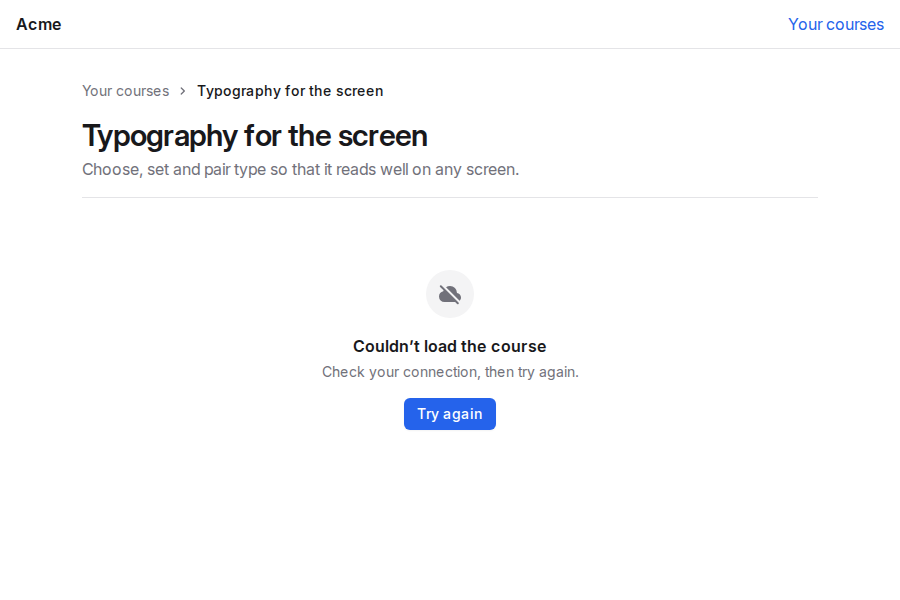 Acme
Your courses
Your courses > Typography for the screen
Typography for the screen
Choose, set and pair type so that it reads well on any screen.
Couldn’t load the course
Check your connection, then try again.
Try again